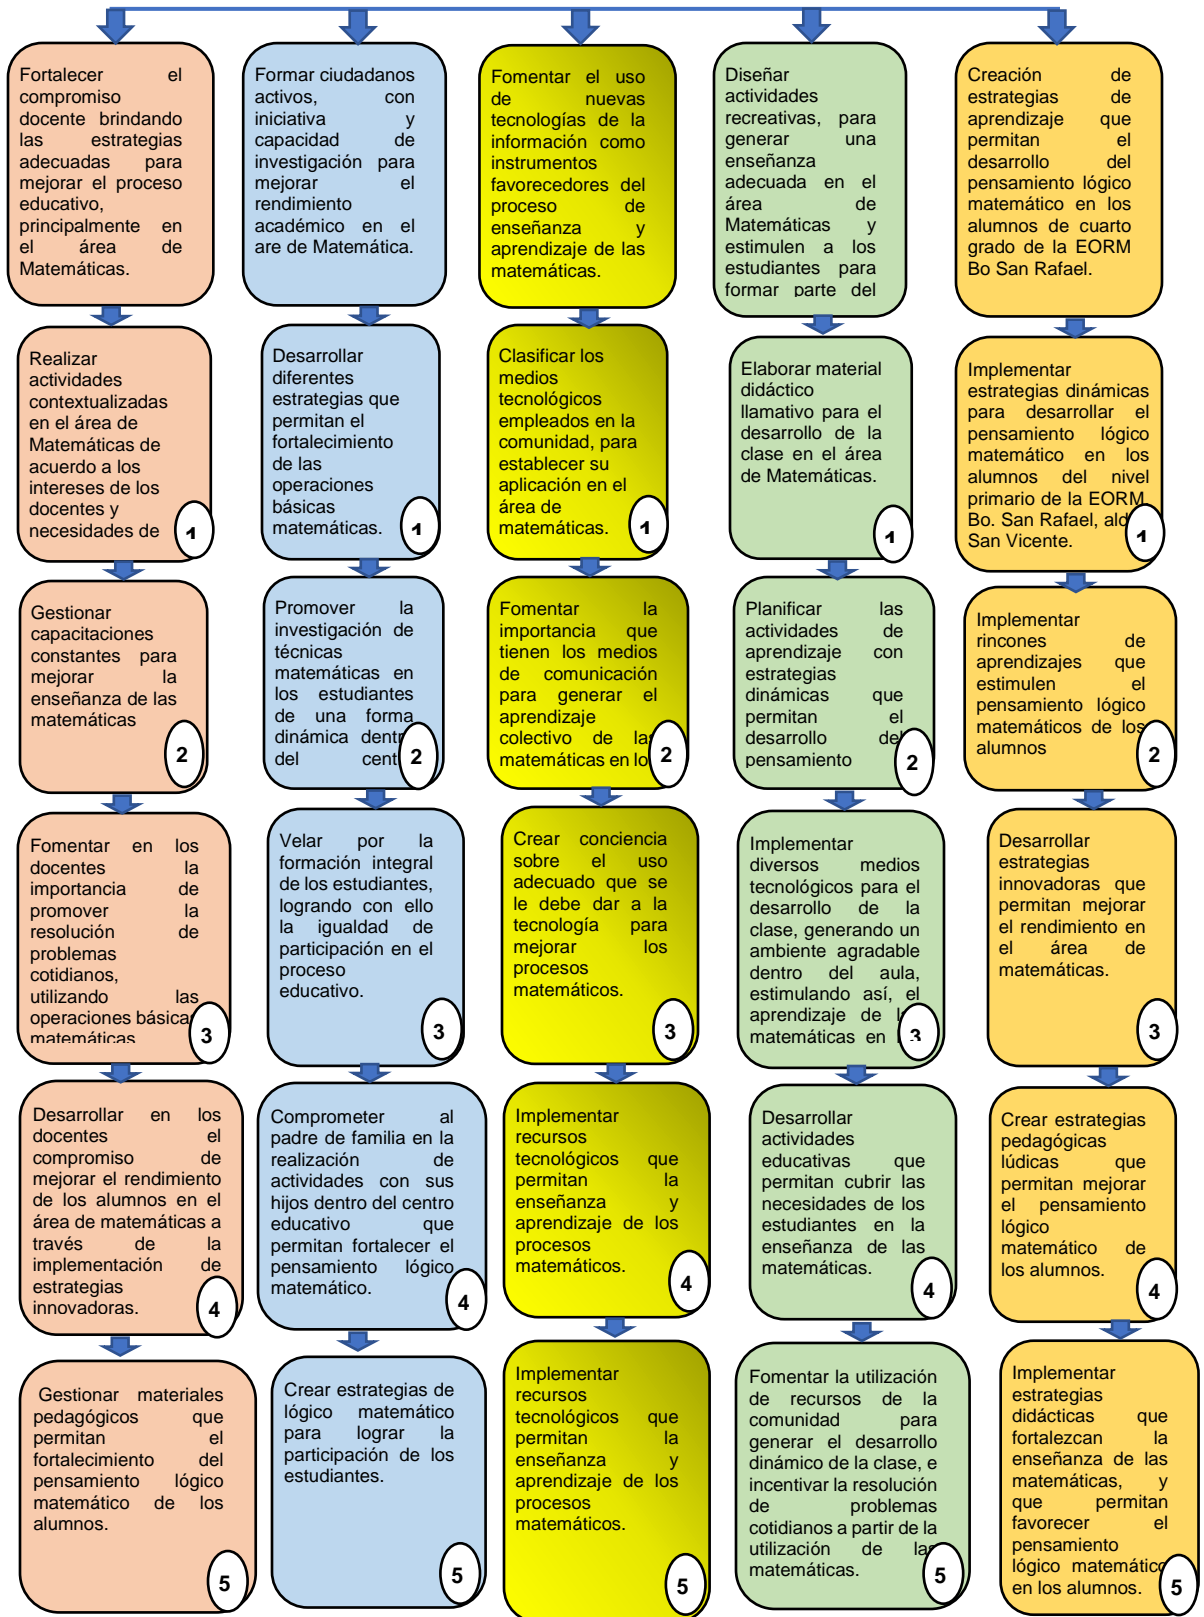 Fortalecer el
compromiso
docente brindando
las estrategias
adecuadas para
mejorar el proceso
educativo,
principalmente en
el área de
Matemáticas.
Realizar
actividades
contextualizadas
en el área de
Matemáticas de
acuerdo a los
intereses de los
docentes y
necesidades de
1
Gestionar
capacitaciones
constantes para
mejorar la
enseñanza de las
matemáticas
2
Fomentar en los
docentes la
importancia de
promover la
resolución de
problemas
cotidianos,
utilizando las
operaciones básicas
matemáticas
3
Desarrollar en los
docentes el
compromiso de
mejorar el rendimiento
de los alumnos en el
área de matemáticas a
través de la
implementación de
estrategias
innovadoras.
4
Gestionar materiales
pedagógicos que
permitan el
fortalecimiento del
pensamiento lógico
matemático de los
alumnos.
5
Formar ciudadanos
activos, con
iniciativa y
capacidad de
investigación para
mejorar el
rendimiento
académico en el
are de Matemática.
Desarrollar
diferentes
estrategias que
permitan el
fortalecimiento
de las
operaciones
básicas
matemáticas.
1
Promover la
investigación de
técnicas
matemáticas en
los estudiantes
de una forma
dinámica dentr
del cent
2
Velar por la
formación integral
de los estudiantes,
logrando con ello
la igualdad de
participación en el
proceso
educativo.
3
Comprometer al
padre de familia en la
realización de
actividades con sus
hijos dentro del centro
educativo que
permitan fortalecer el
pensamiento lógico
matemático.
4
Crear estrategias de
lógico matemático
para lograr la
participación de los
estudiantes.
5
Fomentar el uso
de nuevas
tecnologías de la
información como
instrumentos
favorecedores del
proceso de
enseñanza y
aprendizaje de las
matemáticas.
Clasificar los
medios
tecnológicos
empleados en la
comunidad, para
establecer su
aplicación en el
área de
matemáticas.
1
Fomentar la
importancia que
tienen los medios
de comunicación
para generar el
aprendizaje
colectivo de las
matemáticas en lo
2
Crear conciencia
sobre el uso
adecuado que se
le debe dar a la
tecnología para
mejorar los
procesos
matemáticos.
3
Implementar
recursos
tecnológicos que
permitan la
enseñanza y
aprendizaje de los
procesos
matemáticos.
4
Implementar
recursos
tecnológicos que
permitan la
enseñanza y
aprendizaje de los
procesos
matemáticos.
5
Diseñar
actividades
recreativas, para
generar una
enseñanza
adecuada en el
área de
Matemáticas y
estimulen a los
estudiantes para
formar parte del
Elaborar material
didáctico
llamativo para el
desarrollo de la
clase en el área
de Matemáticas.
1
Planificar las
actividades de
aprendizaje con
estrategias
dinámicas que
permitan el
desarrollo del
pensamiento
2
Implementar
diversos medios
tecnológicos para el
desarrollo de la
clase, generando un
ambiente agradable
dentro del aula,
estimulando así, el
aprendizaje de
matemáticas en
3
Desarrollar
actividades
educativas que
permitan cubrir las
necesidades de los
estudiantes en la
enseñanza de las
matemáticas.
4
Fomentar la utilización
de recursos de la
comunidad para
generar el desarrollo
dinámico de la clase, e
incentivar la resolución
de problemas
cotidianos a partir de la
utilización de las
matemáticas.
5
Creación de
estrategias de
aprendizaje que
permitan el
desarrollo del
pensamiento lógico
matemático en los
alumnos de cuarto
grado de la EORM
Bo San Rafael.
Implementar
estrategias dinámicas
para desarrollar el
pensamiento lógico
matemático en los
alumnos del nivel
primario de la EORM,
Bo. San Rafael, ald
San Vicente.
1
Implementar
rincones de
aprendizajes que
estimulen el
pensamiento lógico
matemáticos de los
alumnos
2
Desarrollar
estrategias
innovadoras que
permitan mejorar
el rendimiento en
el área de
matemáticas.
3
Crear estrategias
pedagógicas
lúdicas que
permitan mejorar
el pensamiento
lógico
matemático de
los alumnos.
4
Implementar
estrategias
didácticas que
fortalezcan la
enseñanza de las
matemáticas, y
que permitan
favorecer el
pensamiento
lógico matemático
en los alumnos.
5